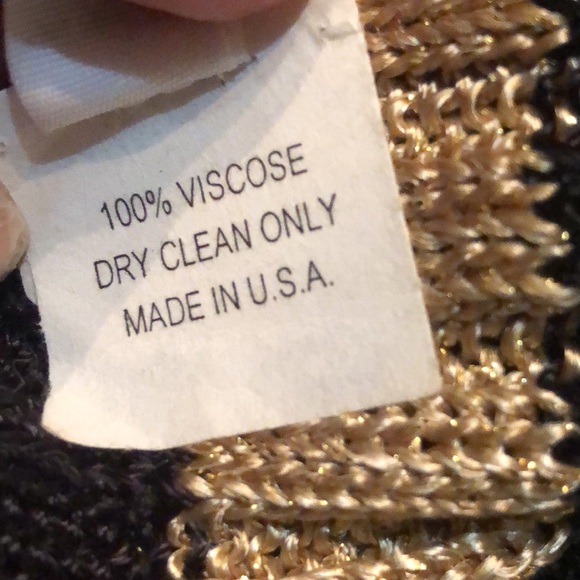 100% VISCOSE
DRY CLEAN ONLY
MADE IN U.S.A.